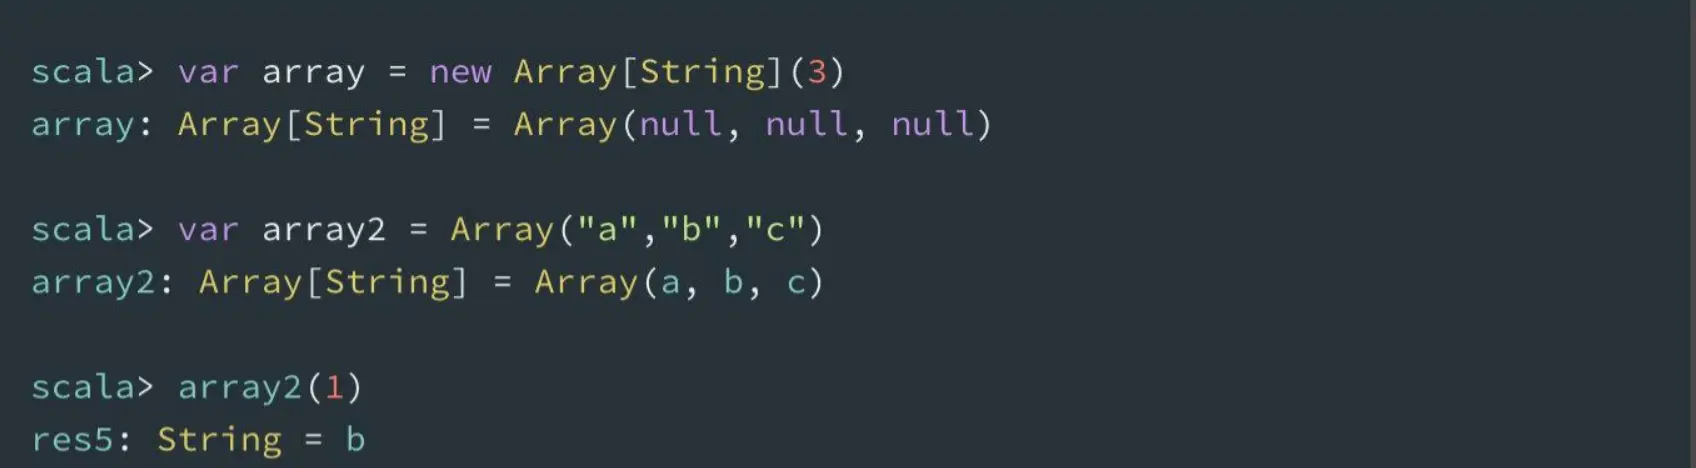 scala> var array = new Array[String](3)
array: Array[String] = Array(null, null, null)
scala> var array2 = Array("a","b","c")
array2: Array[String] = Array(a, b, c)
scala> array2(1)
res5: String = b